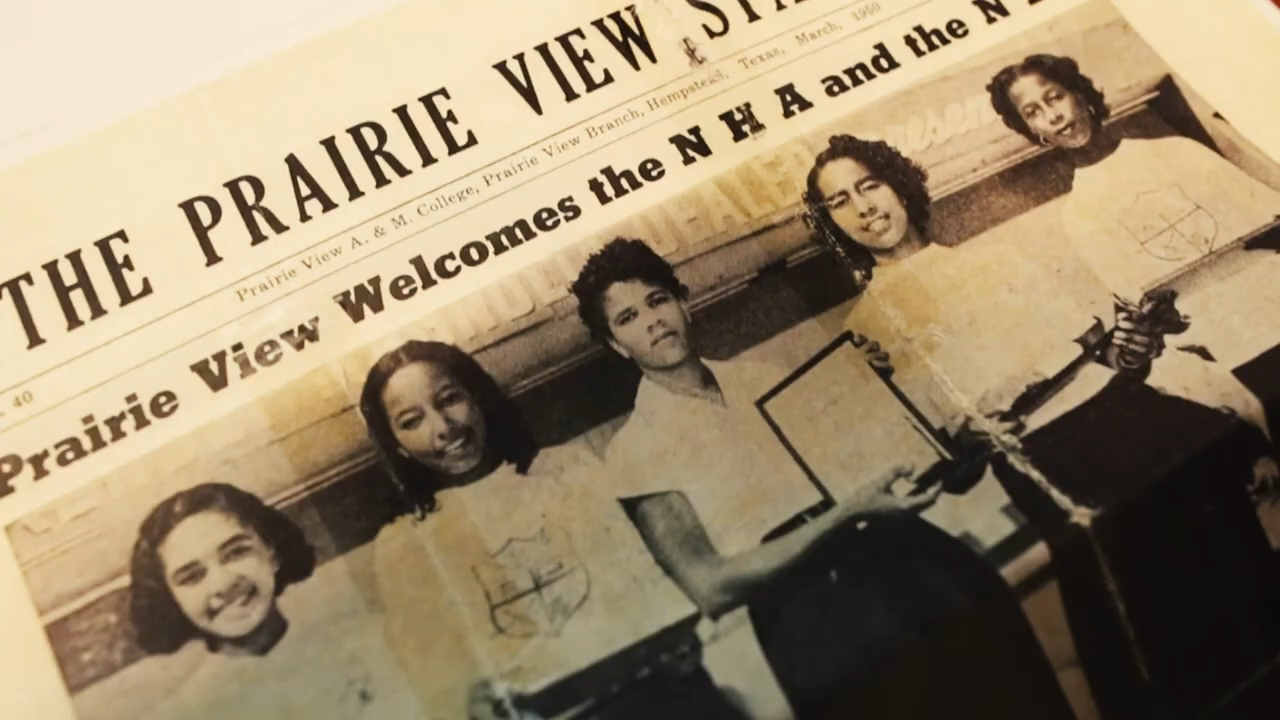 THE PRAIRIE VIEW STA
40
Prairie View A. & M. College, Prairie View Branch, Hempstead, Texas, March, 1950
Prairie View Welcomes the N H A and the N